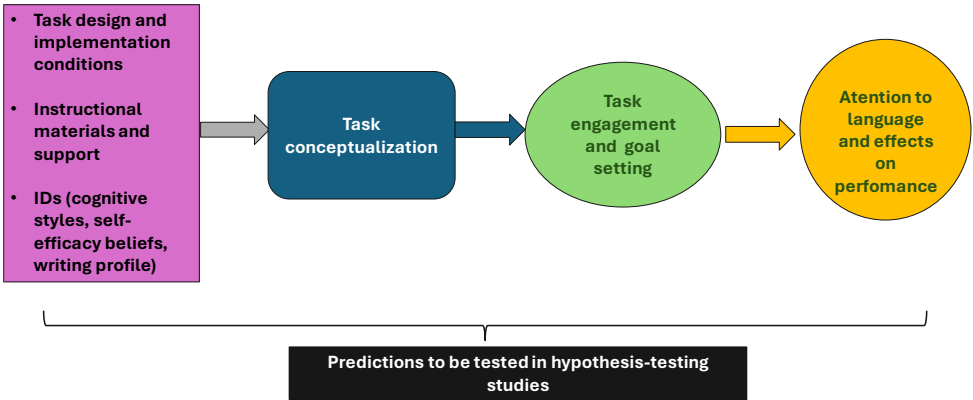 • Task design and
implementation
conditions
• Instructional
materials and
support
• IDs (cognitive
styles, self-
efficacy beliefs,
writing profile)
Task
conceptualization
Task
engagement
and goal
setting
Atention to
language
and effects
on
perfomance
Predictions to be tested in hypothesis-testing
studies